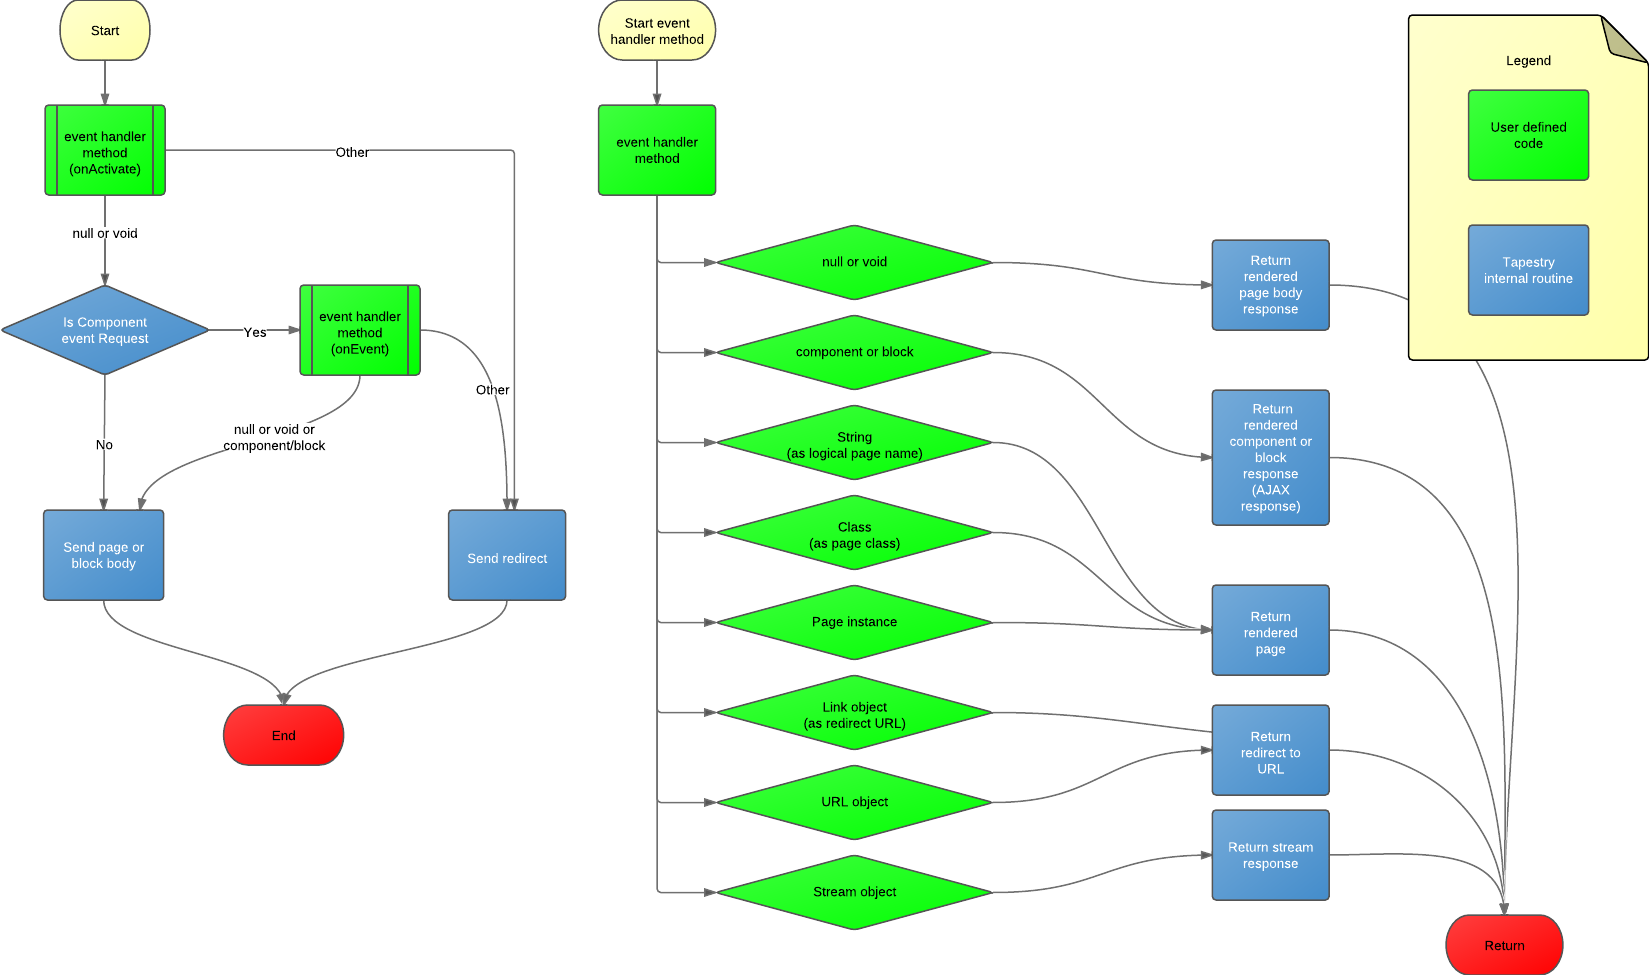 Start
event handler
method
(onActivate)
Other
null or void
Is Component
event Request
Yes
event handler
method
(onEvent)
Other
No
null or void or
component/block
Send page or
block body
Send redirect
End
Start event
handler method
event handler
method
null or void
component or block
String
(as logical page name)
Class
(as page class)
Page instance
Link object
(as redirect URL)
URL object
Stream object
Return
rendered
page body
response
Return
rendered
component or
block
response
(AJAX
response)
Return
rendered
page
Return
redirect to
URL
Return stream
response
Return
Legend
User defined
code
Tapestry
internal routine